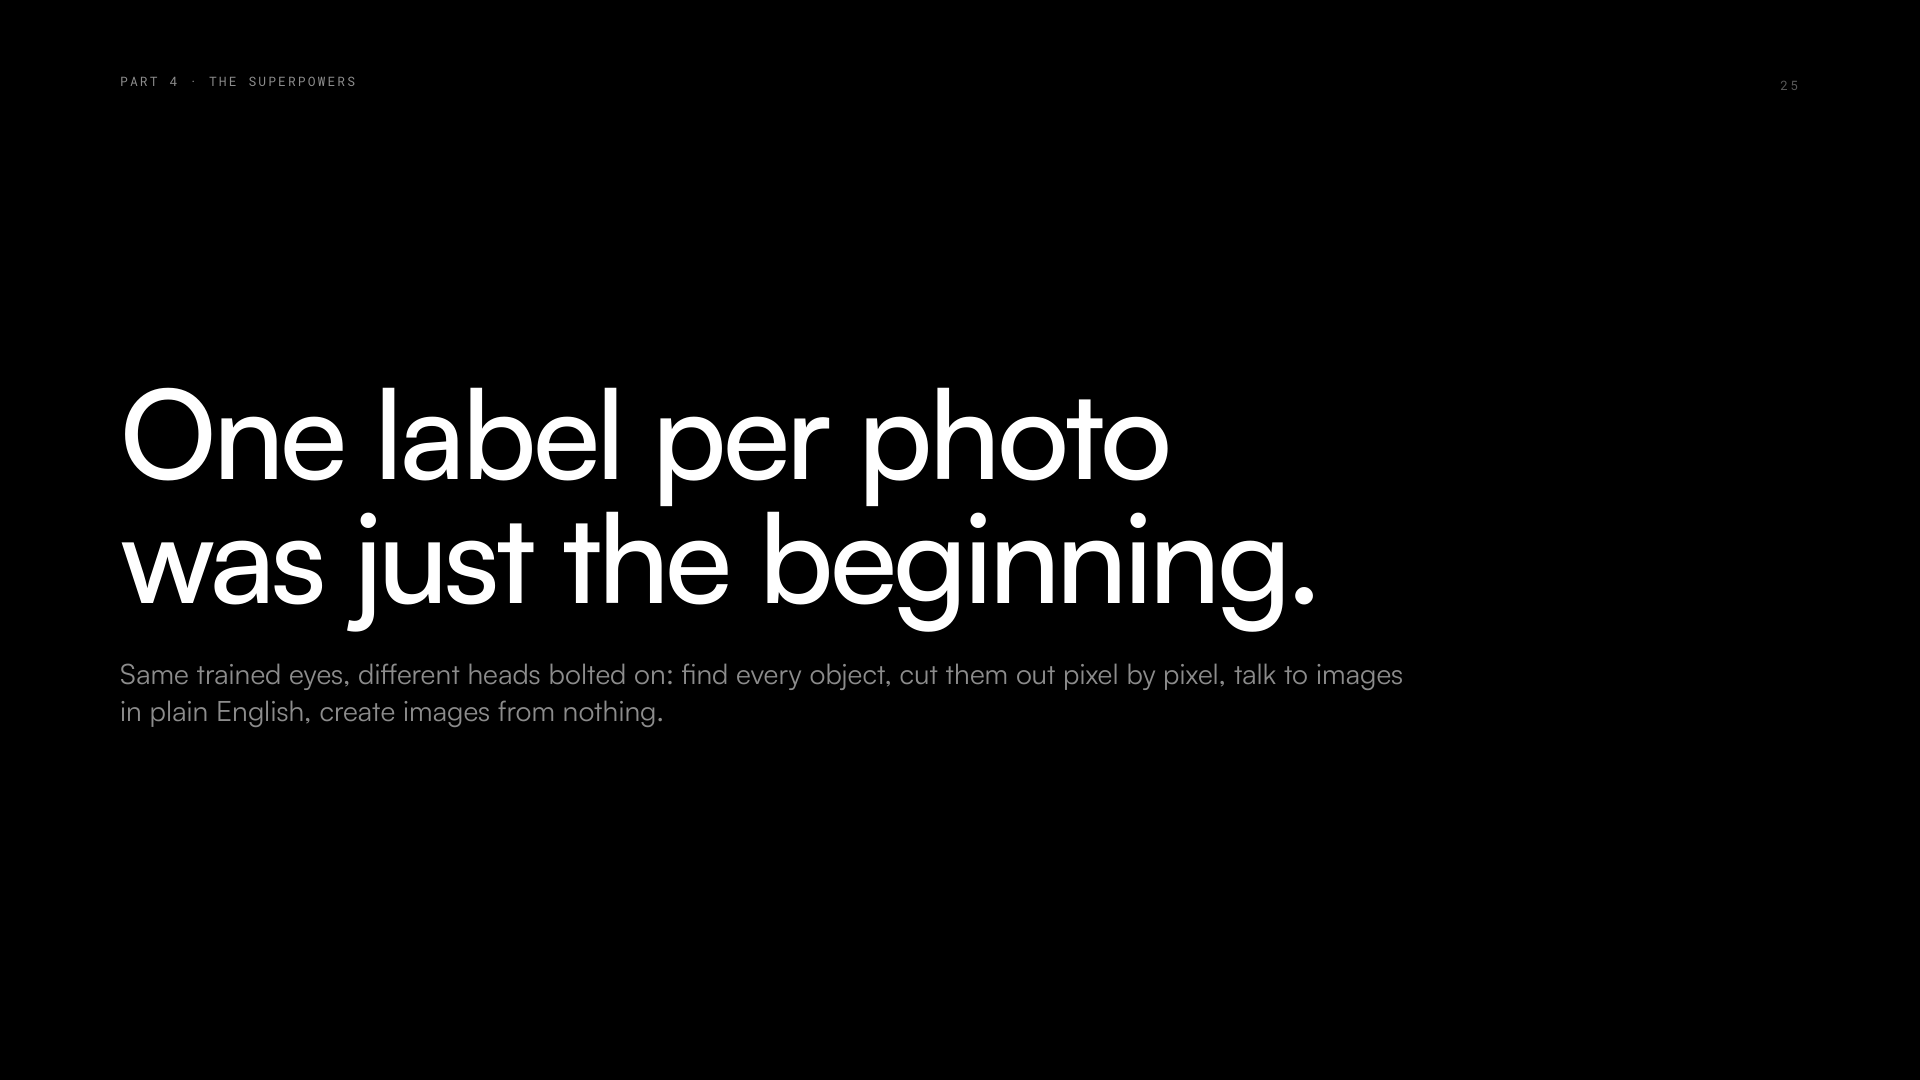 PART 4 · THE SUPERPOWERS
25
One label per photo
was just the beginning.
Same trained eyes, different heads bolted on: find every object, cut them out pixel by pixel, talk to images
in plain English, create images from nothing.